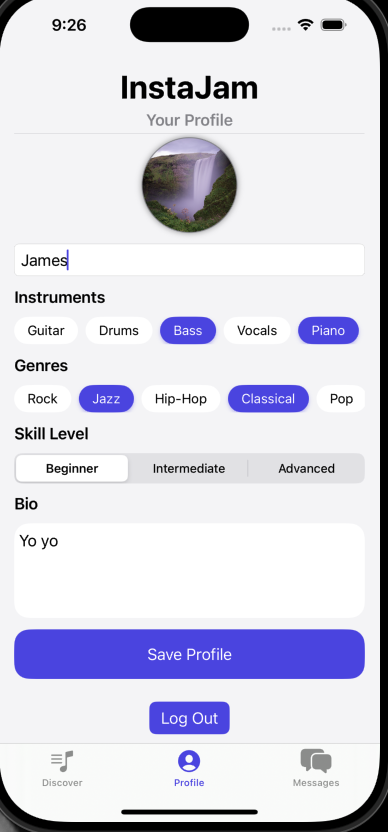 9:26
InstaJam
Your Profile
James
Instruments
Guitar Drums Bass Vocals Piano
Genres
Rock Jazz Hip-Hop Classical Pop
Skill Level
Beginner Intermediate Advanced
Bio
Yo yo
Save Profile
Log Out
Discover Profile Messages